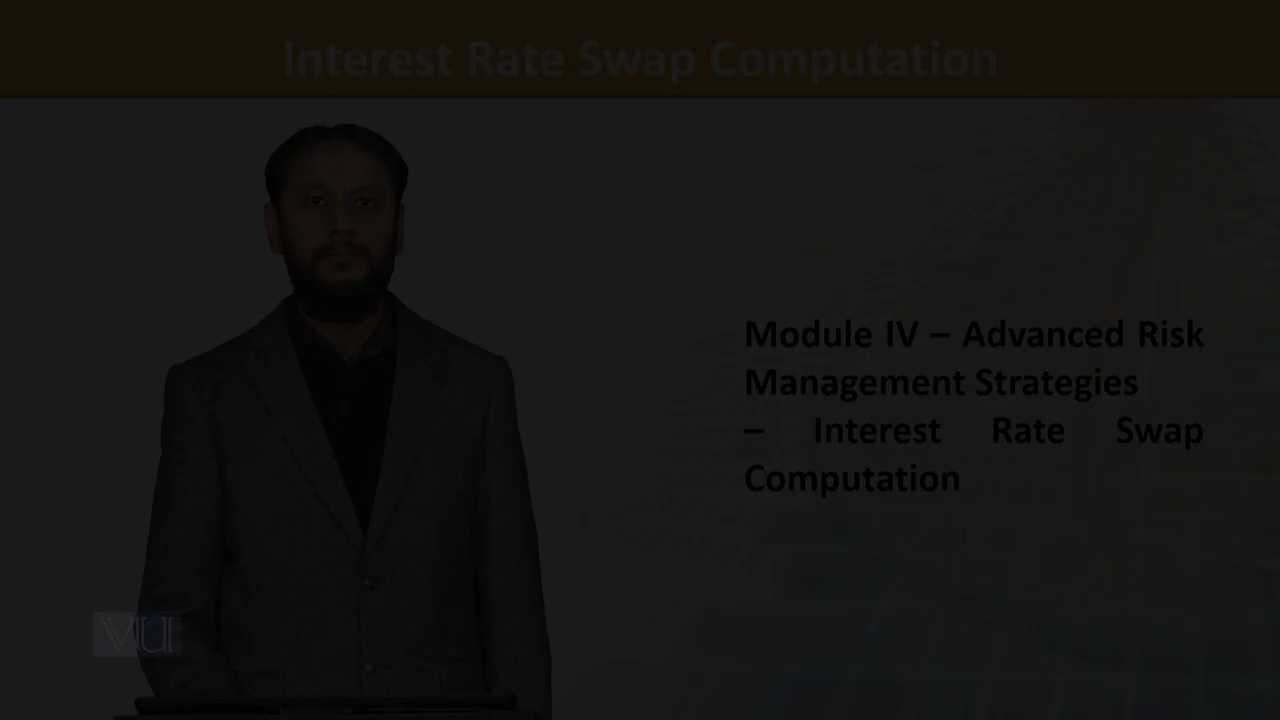 Interest Rate Swap Computation
Module IV – Advanced Risk
Management Strategies
– Interest Rate Swap
Computation
VU